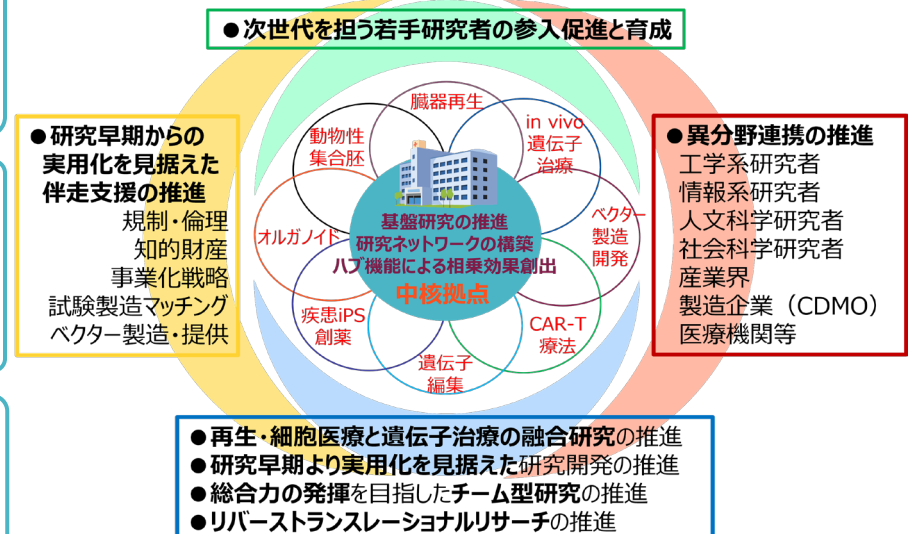 ●次世代を担う若手研究者の参入促進と育成
●研究早期からの
実用化を見据えた
伴走支援の推進
規制・倫理
知的財産
事業化戦略
試験製造マッチング
ベクター製造・提供
臓器再生
動物性
集合胚
in vivo
遺伝子
治療
オルガノイド
ベクター
製造
開発
基盤研究の推進
研究ネットワークの構築
ハブ機能による相乗効果創出
中核拠点
疾患iPS
創薬
CAR-T
療法
遺伝子
編集
●異分野連携の推進
工学系研究者
情報系研究者
人文科学研究者
社会科学研究者
産業界
製造企業（CDMO）
医療機関等
●再生・細胞医療と遺伝子治療の融合研究の推進
●研究早期より実用化を見据えた研究開発の推進
●総合力の発揮を目指したチーム型研究の推進
●リバーストランスレーショナルリサーチの推進